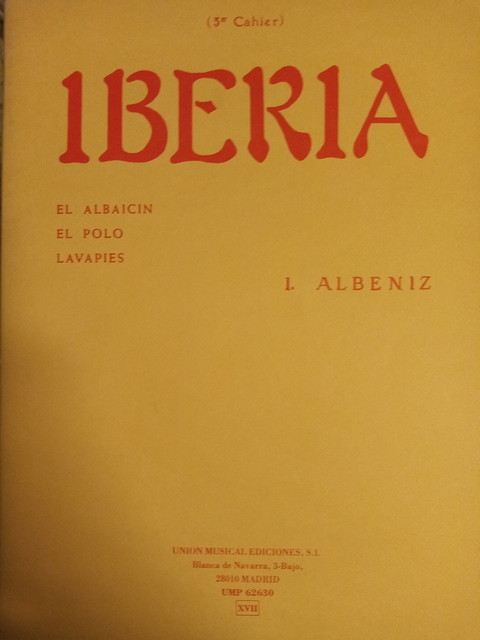 (3e Cahier)
IBERIA
EL ALBAICIN
EL POLO
LAVAPIES
I. ALBENIZ
UNION MUSICAL EDICIONES, S.L
Blanca de Navarra, 3-Bajo,
28010 MADRID
UMP 62630
XVII